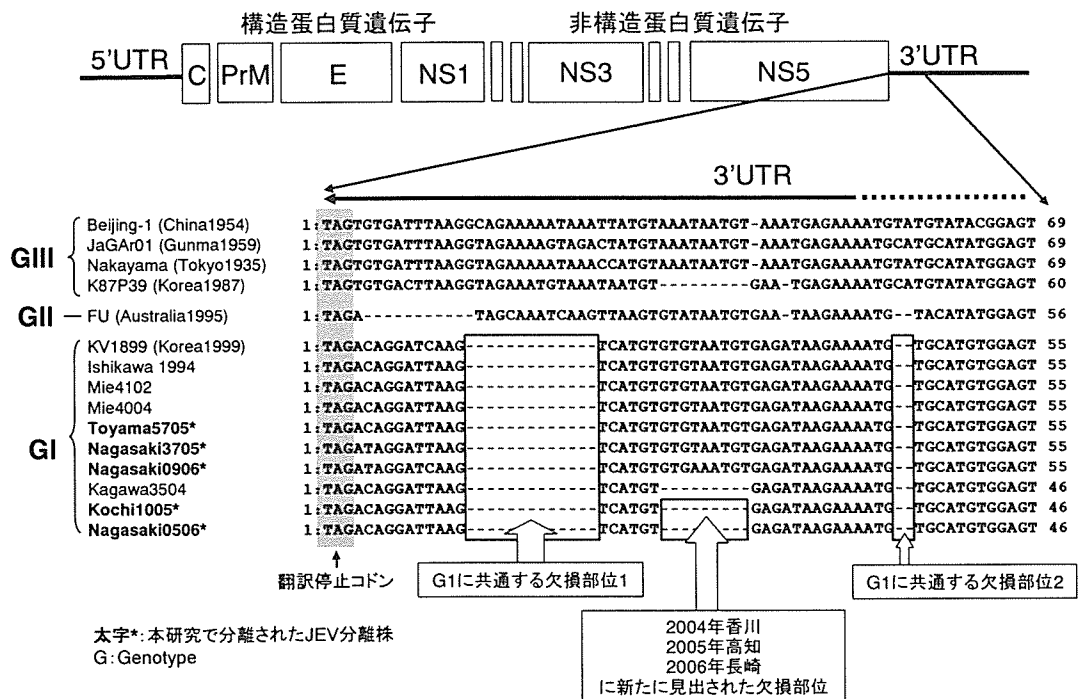 構造蛋白質遺伝子
非構造蛋白質遺伝子
5'UTR
C
PrM
E
NS1
NS3
NS5
3'UTR
3'UTR
GIII
Beijing-1 (China1954) 1:TAGTGTGATTTAAGGCAGAAAAATAAATTATGTAAATAATGT-AAATGAGAAAATGTATGTATACGGAGT 69
JaGAr01 (Gunma1959) 1:TAGTGTGATTTAAGGTAGAAAAGTAGACTATGTAAATAATGT-AAATGAGAAAATGCATGCATATGGAGT 69
Nakayama (Tokyo1935) 1:TAGTGTGATTTAAGGTAGAAAAATAAACCATGTAAATAATGT-AAATGAGAAAATGTATGCATATGGAGT 69
K87P39 (Korea1987) 1:TAGTGTGACTTAAGGTAGAAATGTAAATAATGT---------GAA-TGAGAAAATGCATGTATATGGAGT 60
GII
FU (Australia1995) 1:TAGA-----------TAGCAAATCAAGTTAAGTGTATAATGTGAA-TAAGAAAATG--TACATATGGAGT 56
GI
KV1899 (Korea1999) 1:TAGACAGGATCAAG-------------TCATGTGTGTAATGTGAGATAAGAAAATG--TGCATGTGGAGT 55
Ishikawa 1994 1:TAGACAGGATTAAG-------------TCATGTGTGTAATGTGAGATAAGAAAATG--TGCATGTGGAGT 55
Mie4102 1:TAGACAGGATTAAG-------------TCATGTGTGTAATGTGAGATAAGAAAATG--TGCATGTGGAGT 55
Mie4004 1:TAGACAGGATTAAG-------------TCATGTGTGTAATGTGAGATAAGAAAATG--TGCATGTGGAGT 55
Toyama5705* 1:TAGACAGGATTAAG-------------TCATGTGTGTAATGTGAGATAAGAAAATG--TGCATGTGGAGT 55
Nagasaki3705* 1:TAGATAGGATTAAG-------------TCATGTGTGTAATGTGAGATAAGAAAATG--TGCATGTGGAGT 55
Nagasaki0906* 1:TAGATAGGATCAAG-------------TCATGTGTGAAATGTGAGATAAGAAAATG--TGCATGTGGAGT 55
Kagawa3504 1:TAGACAGGATTAAG-------------TCATGT---------GAGATAAGAAAATG--TGCATGTGGAGT 46
Kochi1005* 1:TAGACAGGATTAAG-------------TCATGT---------GAGATAAGAAAATG--TGCATGTGGAGT 46
Nagasaki0506* 1:TAGACAGGATTAAG-------------TCATGT---------GAGATAAGAAAATG--TGCATGTGGAGT 46
翻訳停止コドン
G1に共通する欠損部位1
G1に共通する欠損部位2
2004年香川
2005年高知
2006年長崎
に新たに見出された欠損部位
太字*:本研究で分離されたJEV分離株
G:Genotype